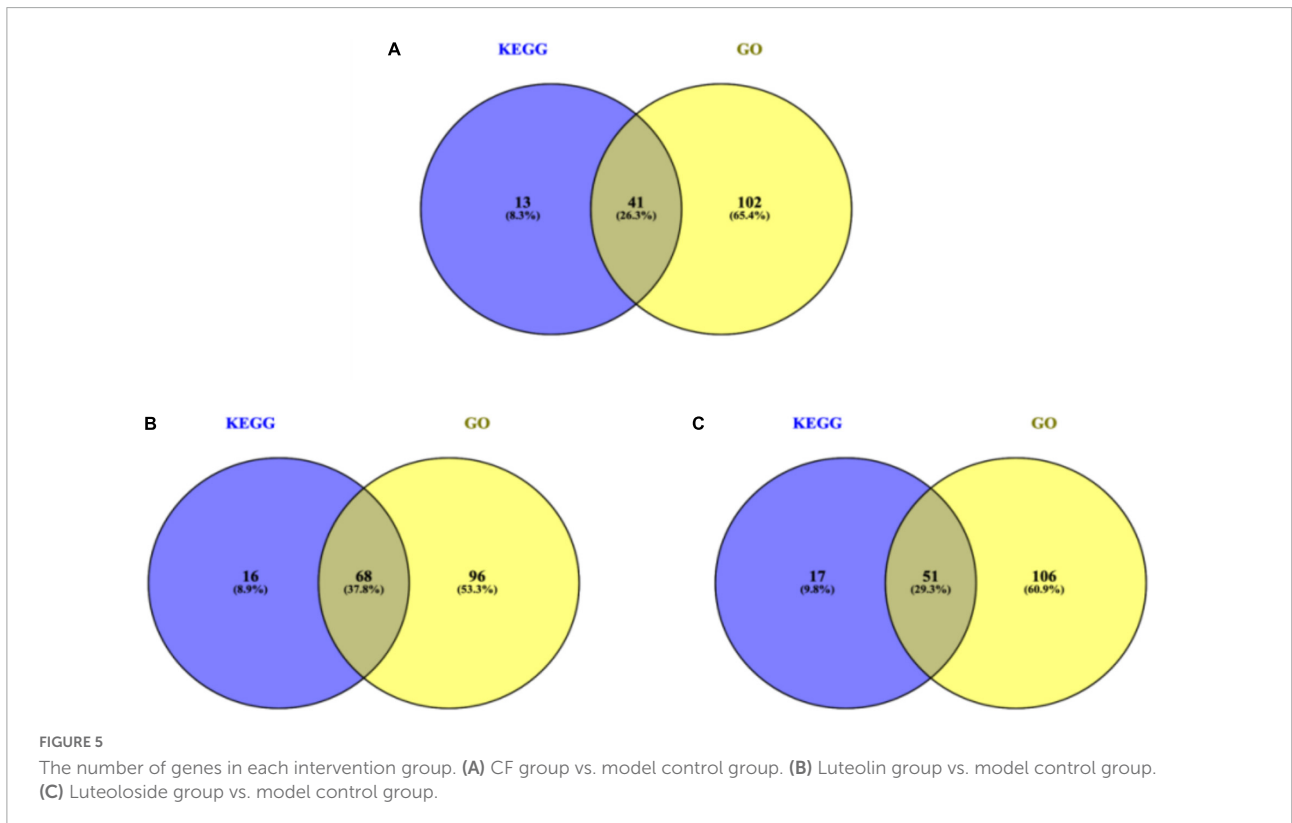 A
KEGG GO
13 41 102
(8.3%) (26.3%) (65.4%)
B
KEGG GO
16 68 96
(8.9%) (37.8%) (53.3%)
C
KEGG GO
17 51 106
(9.8%) (29.3%) (60.9%)
FIGURE 5
The number of genes in each intervention group. (A) CF group vs. model control group. (B) Luteolin group vs. model control group.
(C) Luteoloside group vs. model control group.